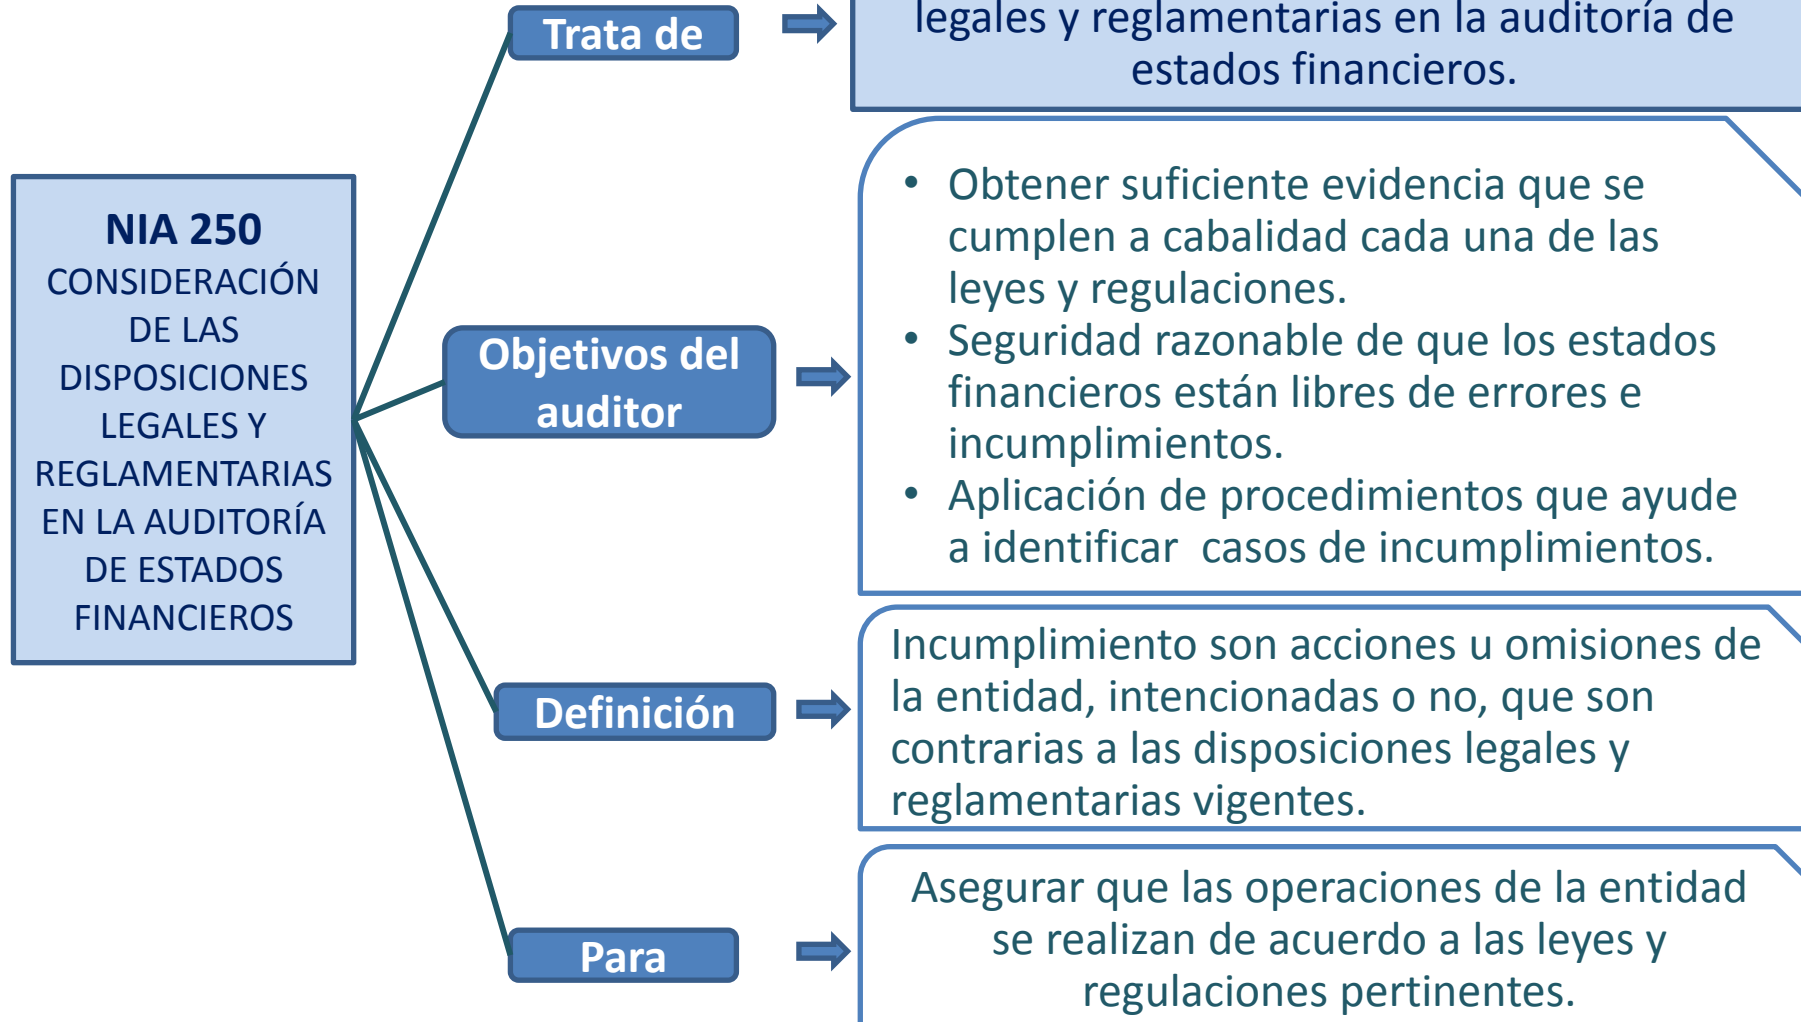 NIA 250
CONSIDERACIÓN
DE LAS
DISPOSICIONES
LEGALES Y
REGLAMENTARIAS
EN LA AUDITORÍA
DE ESTADOS
FINANCIEROS
Trata de
legales y reglamentarias en la auditoría de
estados financieros.
Objetivos del
auditor
• Obtener suficiente evidencia que se
cumplen a cabalidad cada una de las
leyes y regulaciones.
• Seguridad razonable de que los estados
financieros están libres de errores e
incumplimientos.
• Aplicación de procedimientos que ayude
a identificar casos de incumplimientos.
Definición
Incumplimiento son acciones u omisiones de
la entidad, intencionadas o no, que son
contrarias a las disposiciones legales y
reglamentarias vigentes.
Para
Asegurar que las operaciones de la entidad
se realizan de acuerdo a las leyes y
regulaciones pertinentes.